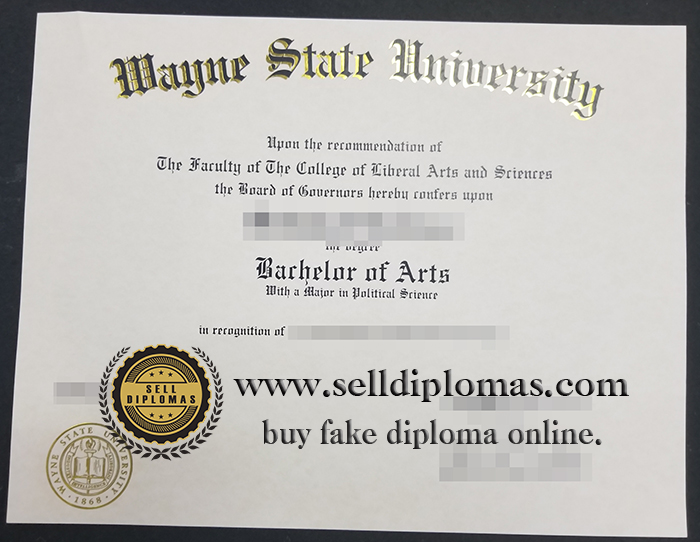 Wayne State University
Upon the recommendation of
The Faculty of The College of Liberal Arts and Sciences
the Board of Governors hereby confers upon
the degree
Bachelor of Arts
With a Major in Political Science
in recognition of
SELL
DIPLOMAS
www.selldiplomas.com
buy fake diploma online.
WAYNE STATE UNIVERSITY
1868